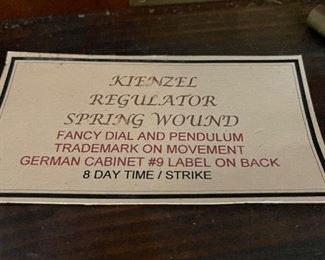 KIENZEL
REGULATOR
SPRING WOUND
FANCY DIAL AND PENDULUM
TRADEMARK ON MOVEMENT
GERMAN CABINET #9 LABEL ON BACK
8 DAY TIME / STRIKE